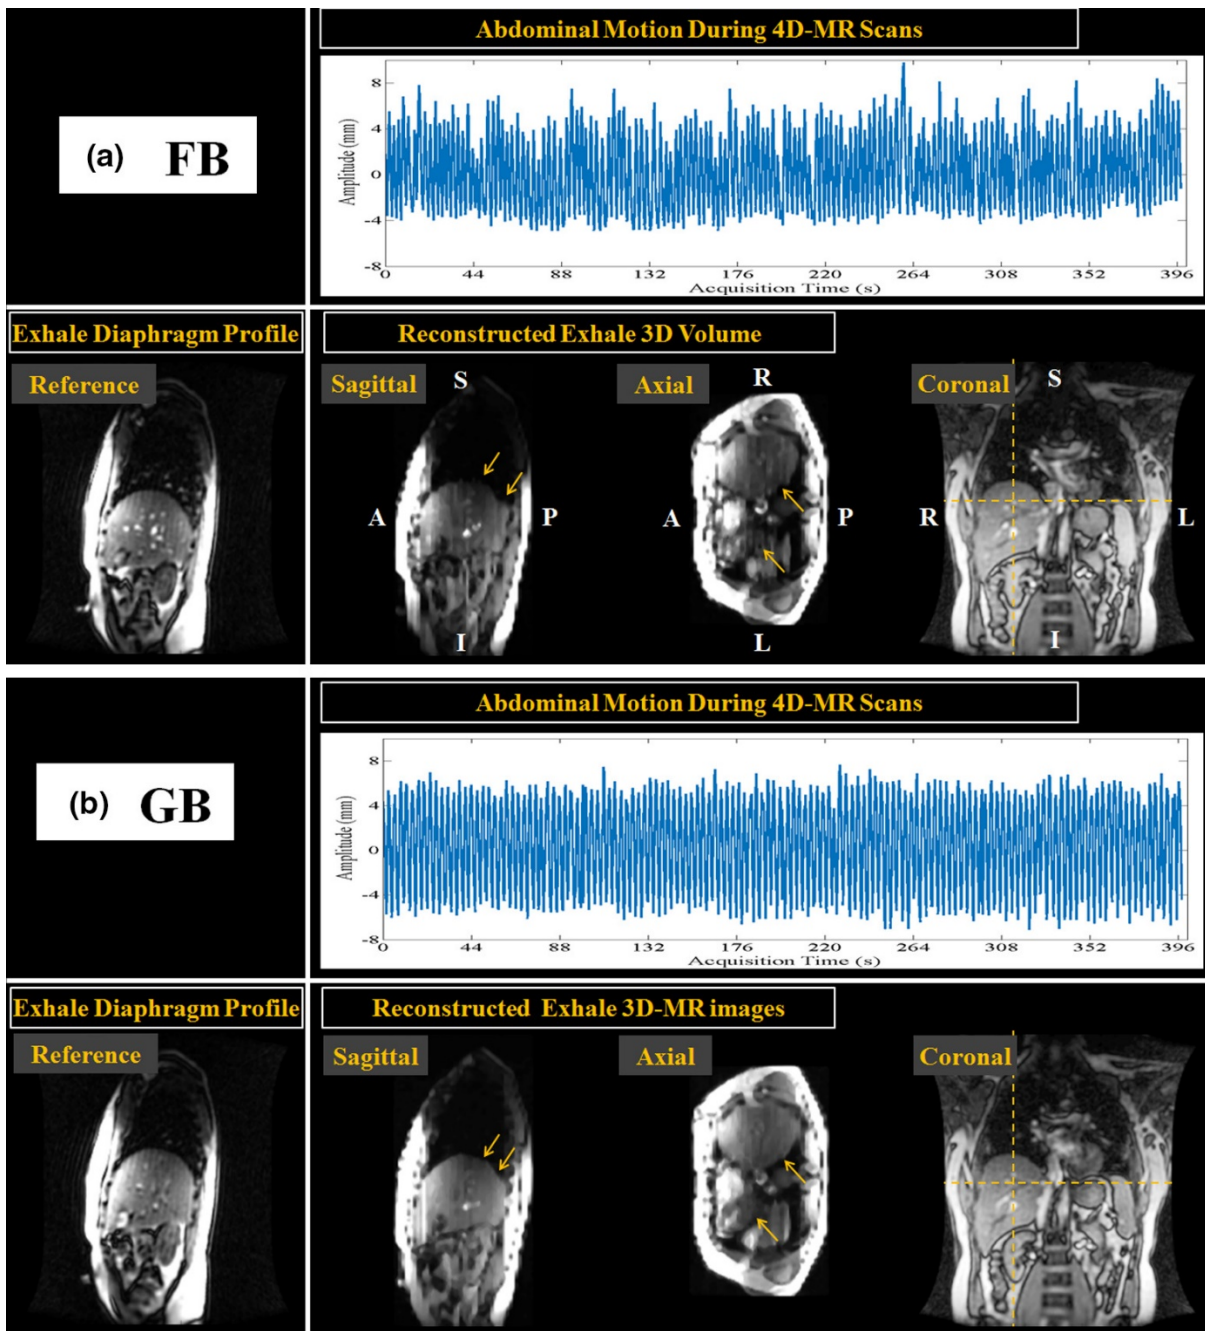 Abdominal Motion During 4D-MR Scans
(a) FB
Amplitude (mm)
8
4
0
-4
-8
0 44 88 132 176 220 264 308 352 396
Acquisition Time (s)
Exhale Diaphragm Profile
Reconstructed Exhale 3D Volume
Reference
Sagittal
Axial
Coronal
S
R
S
A
P
A
P
R
L
I
L
I
Abdominal Motion During 4D-MR Scans
(b) GB
Amplitude (mm)
8
4
0
-4
-8
0 44 88 132 176 220 264 308 352 396
Acquisition Time (s)
Exhale Diaphragm Profile
Reconstructed Exhale 3D-MR images
Reference
Sagittal
Axial
Coronal